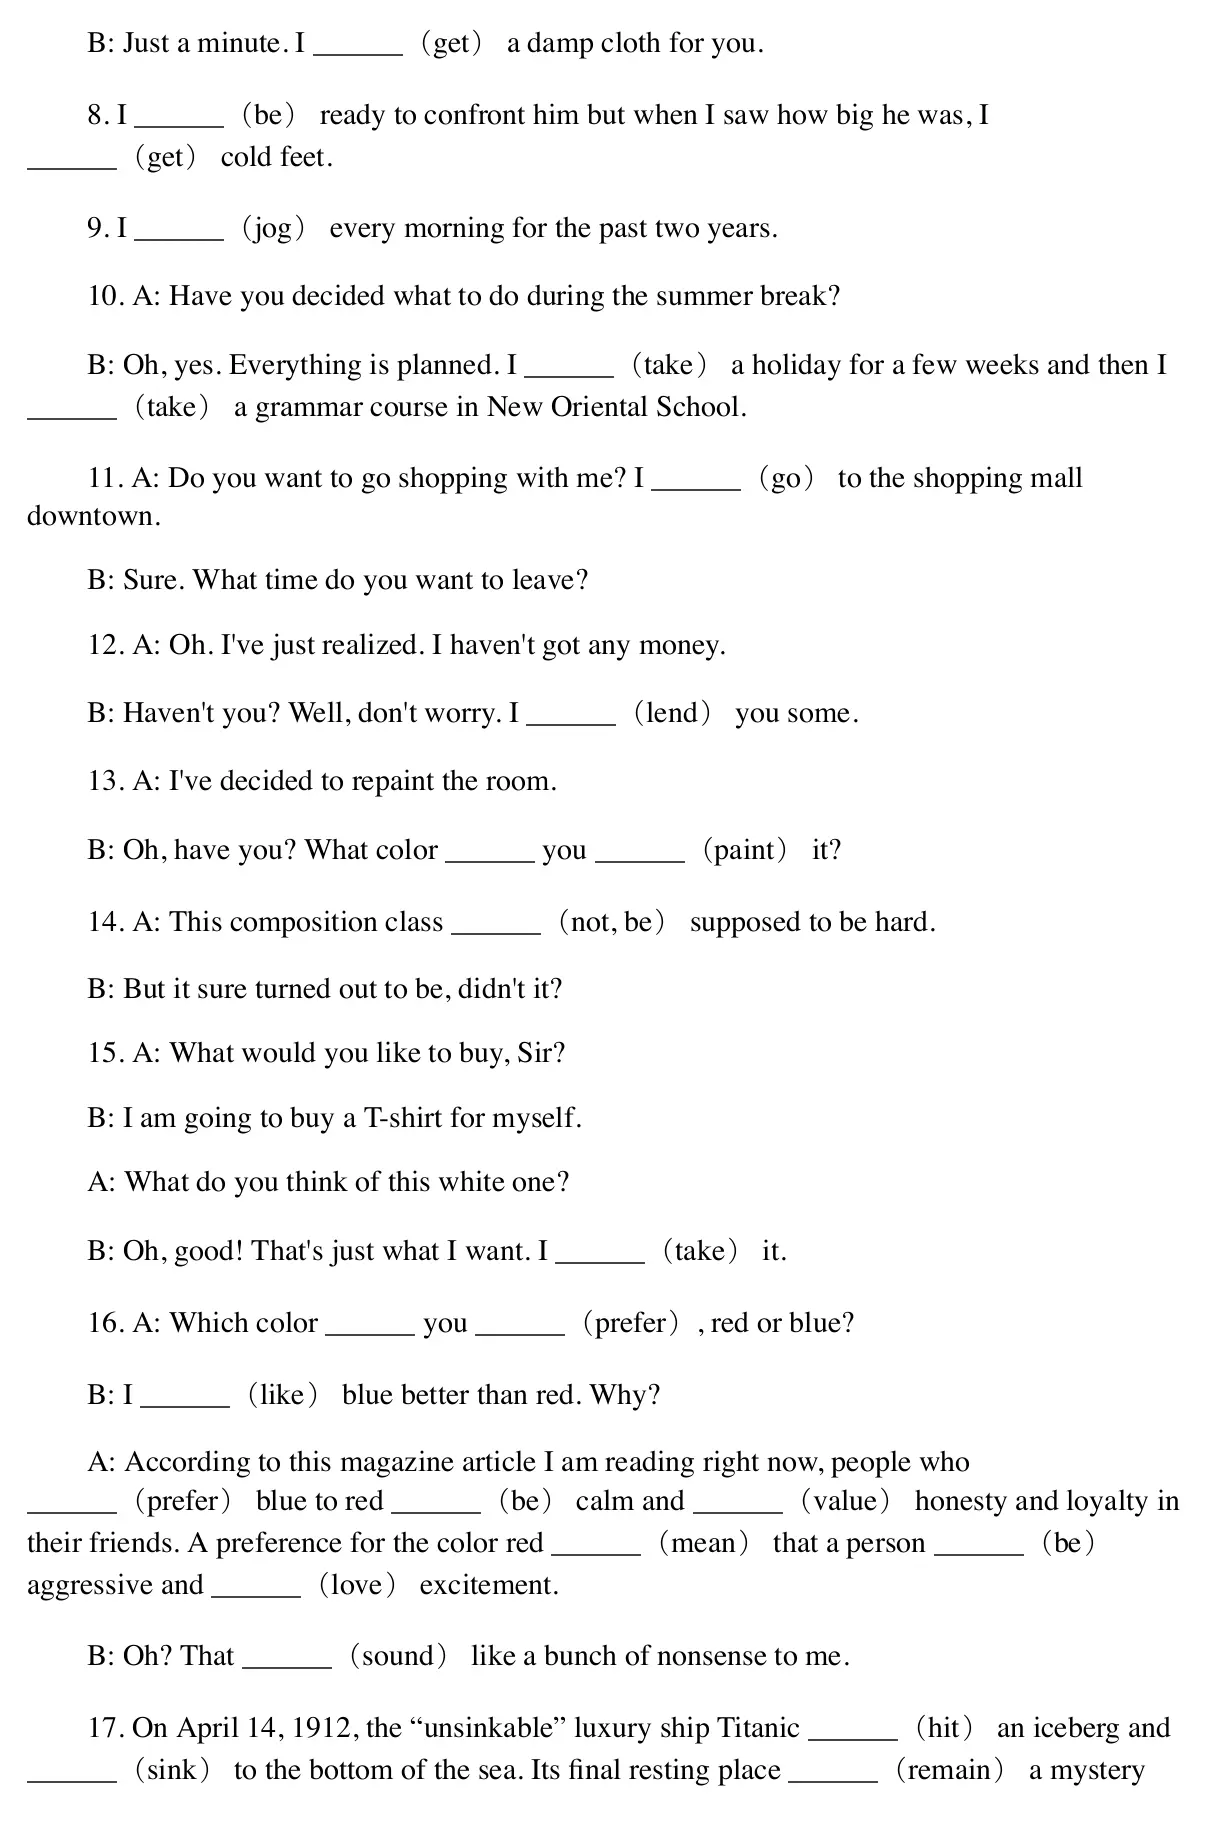 B: Just a minute. I ______（get） a damp cloth for you.
8. I ______（be） ready to confront him but when I saw how big he was, I
______（get） cold feet.
9. I ______（jog） every morning for the past two years.
10. A: Have you decided what to do during the summer break?
B: Oh, yes. Everything is planned. I ______（take） a holiday for a few weeks and then I
______（take） a grammar course in New Oriental School.
11. A: Do you want to go shopping with me? I ______（go） to the shopping mall
downtown.
B: Sure. What time do you want to leave?
12. A: Oh. I've just realized. I haven't got any money.
B: Haven't you? Well, don't worry. I ______（lend） you some.
13. A: I've decided to repaint the room.
B: Oh, have you? What color ______ you ______（paint） it?
14. A: This composition class ______（not, be） supposed to be hard.
B: But it sure turned out to be, didn't it?
15. A: What would you like to buy, Sir?
B: I am going to buy a T-shirt for myself.
A: What do you think of this white one?
B: Oh, good! That's just what I want. I ______（take） it.
16. A: Which color ______ you ______（prefer）, red or blue?
B: I ______（like） blue better than red. Why?
A: According to this magazine article I am reading right now, people who
______（prefer） blue to red ______（be） calm and ______（value） honesty and loyalty in
their friends. A preference for the color red ______（mean） that a person ______（be）
aggressive and ______（love） excitement.
B: Oh? That ______（sound） like a bunch of nonsense to me.
17. On April 14, 1912, the “unsinkable” luxury ship Titanic ______（hit） an iceberg and
______（sink） to the bottom of the sea. Its final resting place ______（remain） a mystery